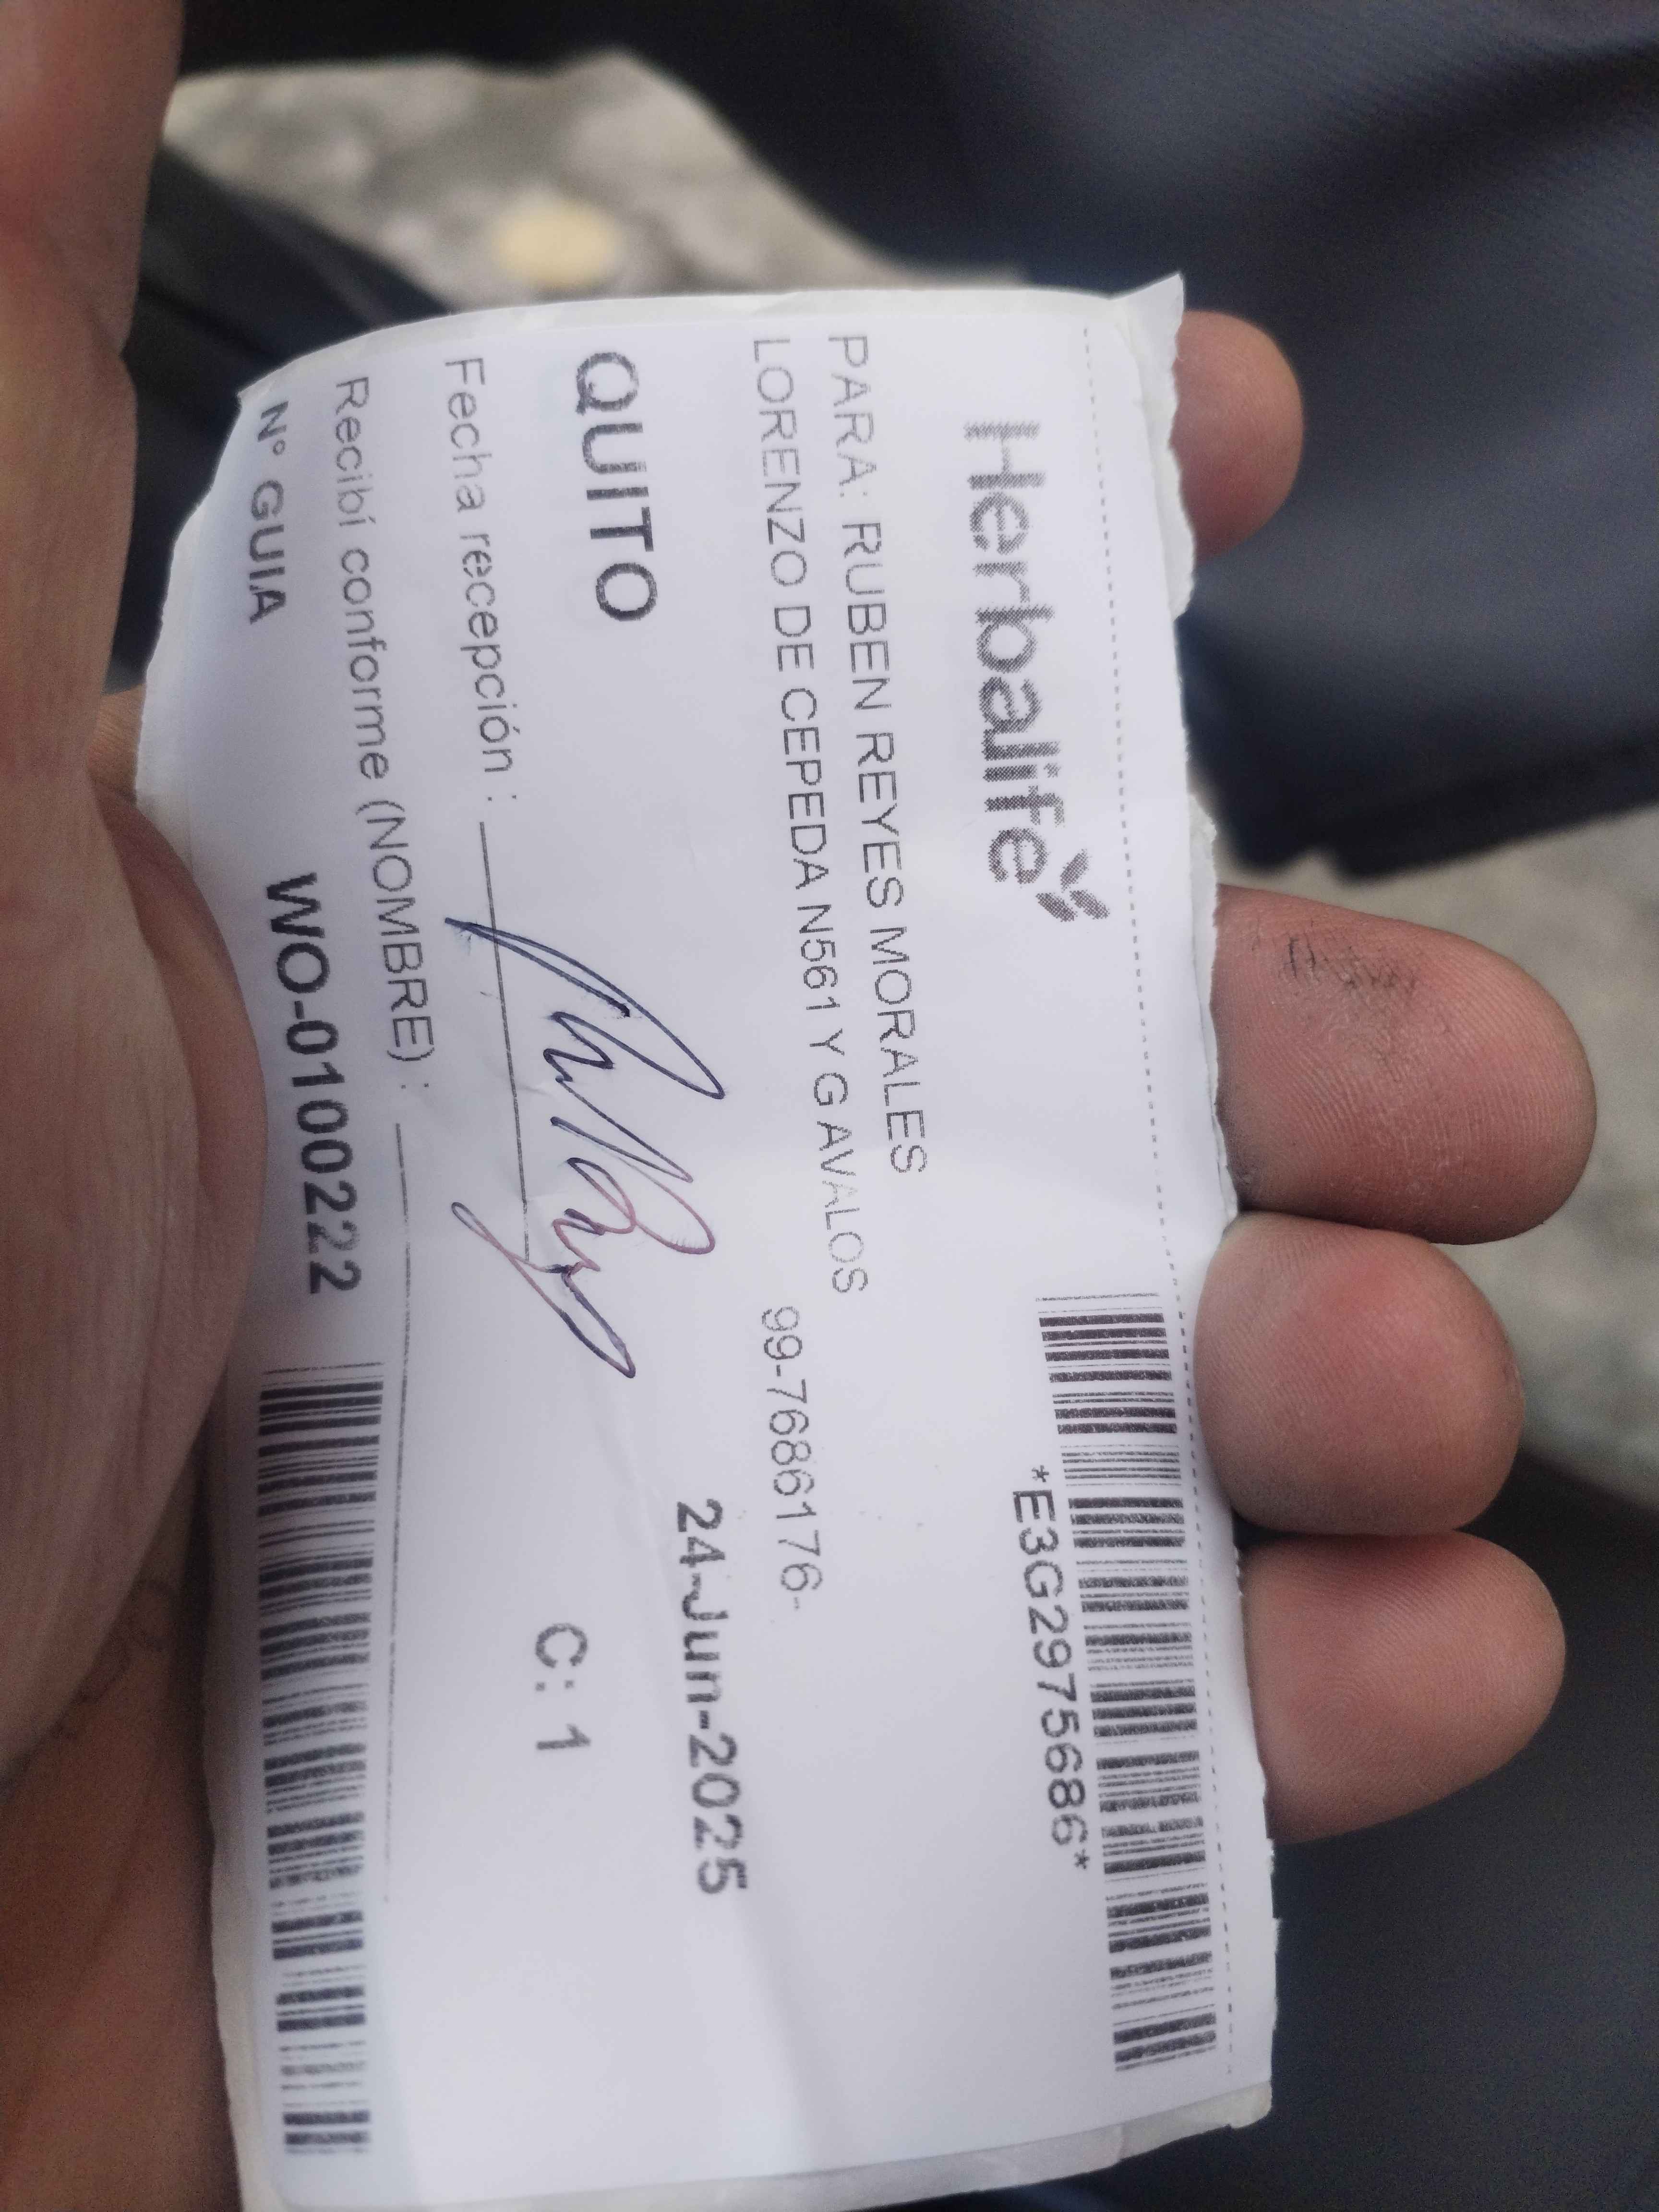 Herbalife
*E3G2975686*
PARA: RUBEN REYES MORALES
LORENZO DE CEPEDA N561 Y G AVALOS
99-7686176-
QUITO
24-Jun-2025
Fecha recepción :
C: 1
Recibí conforme (NOMBRE) :
N° GUIA WO-0100222